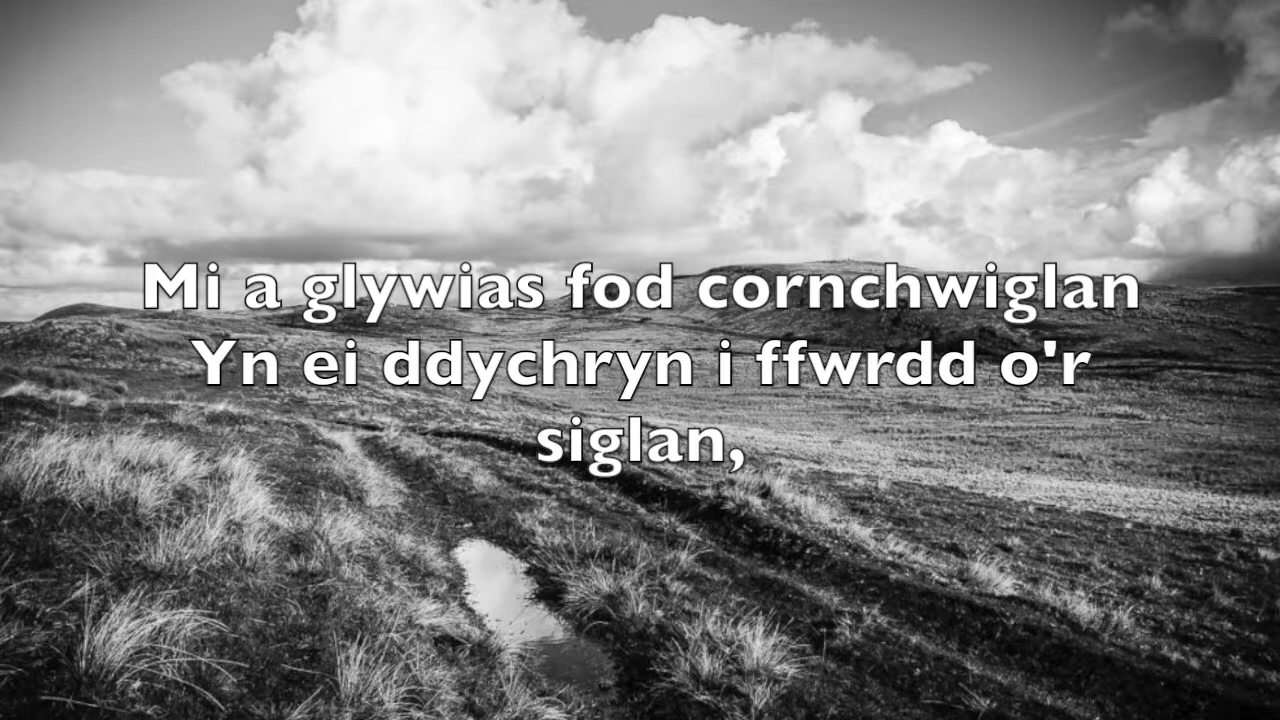 Mi a glywias fod cornchwiglan
Yn ei ddychryn i ffwrdd o'r
siglan,